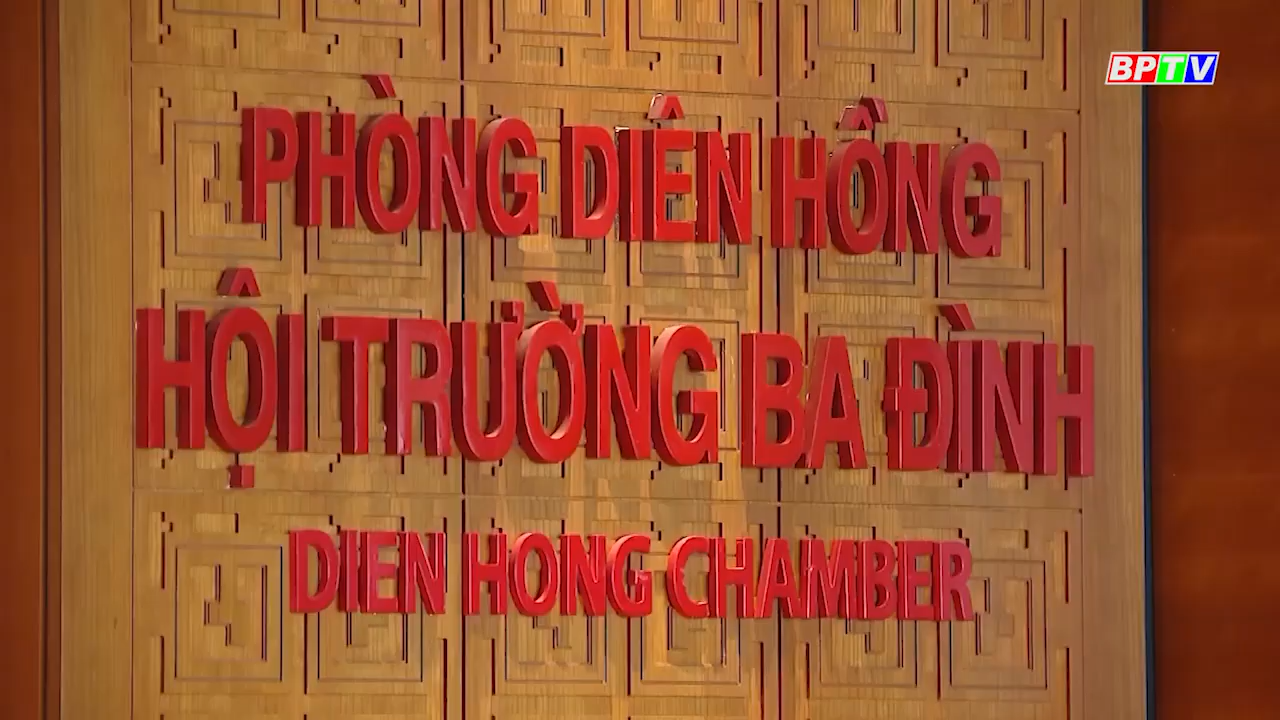 BPTV
PHÒNG DIÊN HỒNG
HỘI TRƯỜNG BA ĐÌNH
DIEN HONG CHAMBER